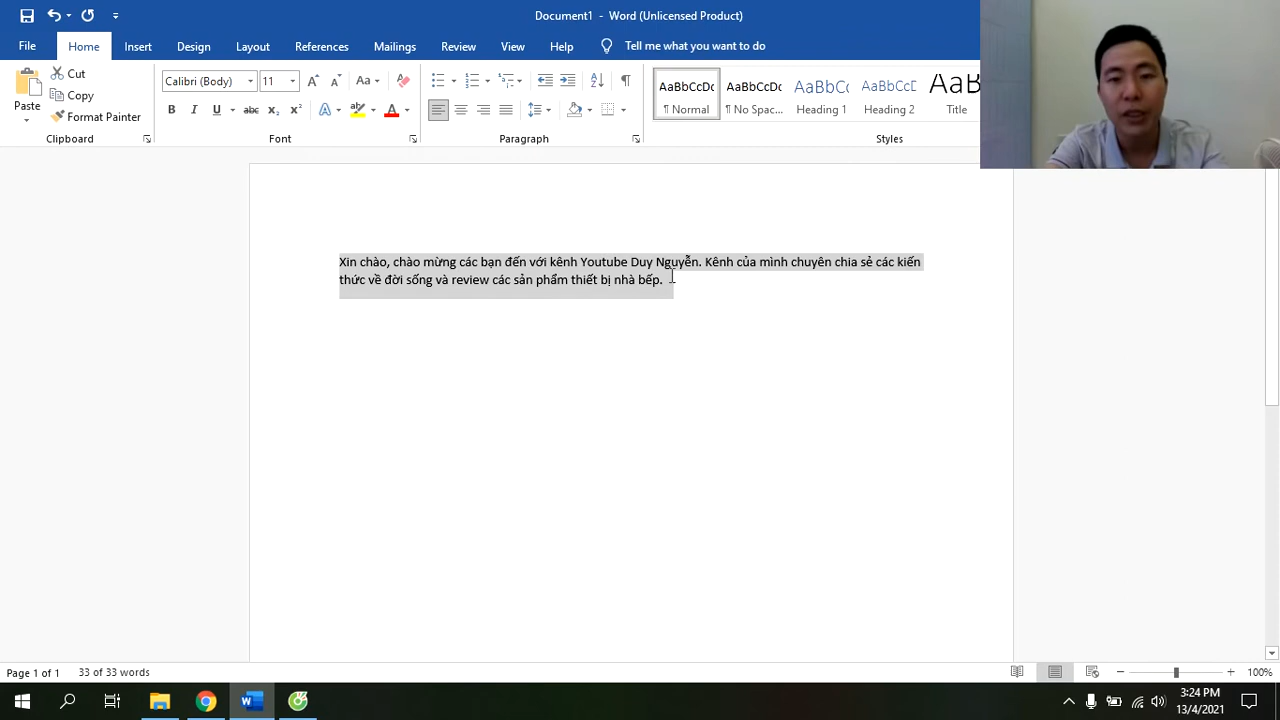 Document1 - Word (Unlicensed Product)
File Home Insert Design Layout References Mailings Review View Help Tell me what you want to do
Paste
Cut
Copy
Format Painter
Clipboard
Calibri (Body) 11
Font
Paragraph
AaBbCcDc AaBbCcDc AaBbCc AaBbCcD AaB
¶ Normal ¶ No Spac... Heading 1 Heading 2 Title
Styles
Xin chào, chào mừng các bạn đến với kênh Youtube Duy Nguyễn. Kênh của mình chuyên chia sẻ các kiến
thức về đời sống và review các sản phẩm thiết bị nhà bếp.
Page 1 of 1 33 of 33 words 100%
3:24 PM
13/4/2021